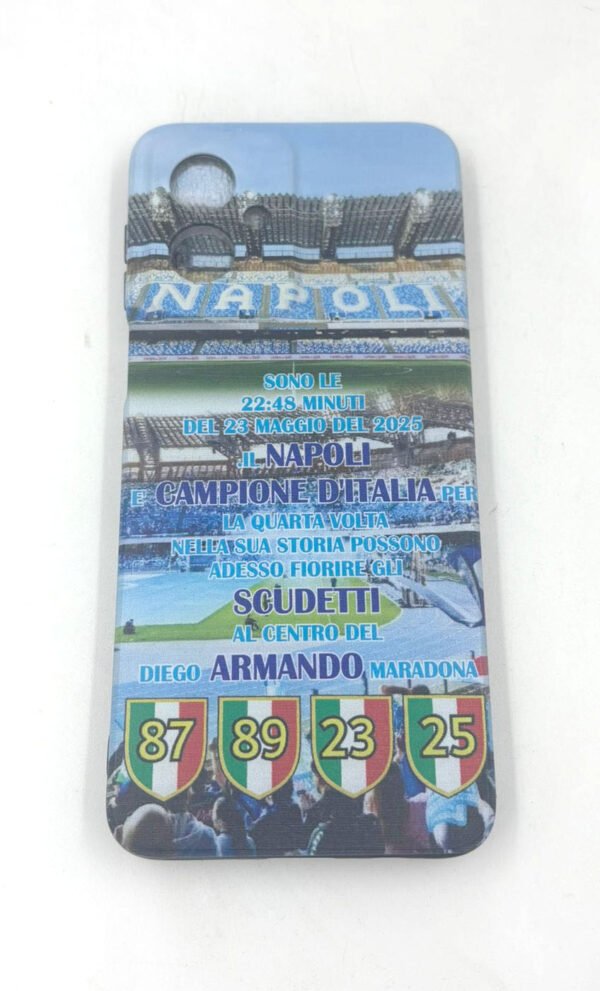 NAPOLI
SONO LE
22:48 MINUTI
DEL 23 MAGGIO DEL 2025
IL NAPOLI
E' CAMPIONE D'ITALIA PER
LA QUARTA VOLTA
NELLA SUA STORIA POSSONO
ADESSO FIORIRE GLI
SCUDETTI
AL CENTRO DEL
DIEGO ARMANDO MARADONA
87 89 23 25